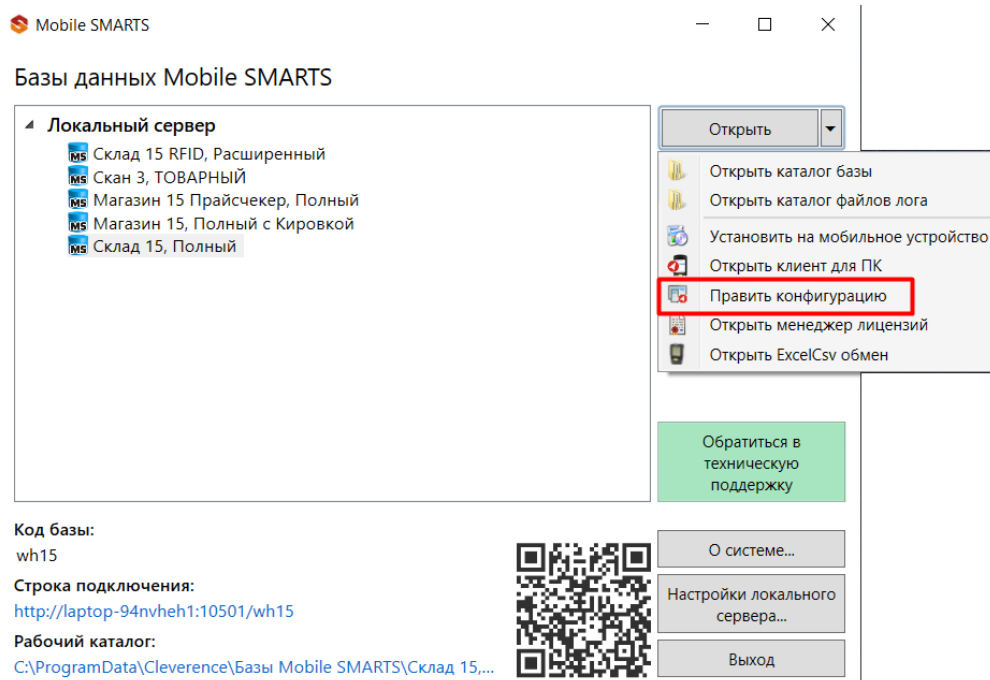 Mobile SMARTS
Базы данных Mobile SMARTS
Локальный сервер
Склад 15 RFID, Расширенный
Скан 3, ТОВАРНЫЙ
Магазин 15 Прайсчекер, Полный
Магазин 15, Полный с Кировкой
Склад 15, Полный
Открыть
Открыть каталог базы
Открыть каталог файлов лога
Установить на мобильное устройство
Открыть клиент для ПК
Править конфигурацию
Открыть менеджер лицензий
Открыть ExcelCsv обмен
Обратиться в
техническую
поддержку
Код базы:
wh15
Строка подключения:
http://laptop-94nvheh1:10501/wh15
Рабочий каталог:
C:\ProgramData\Cleverence\Базы Mobile SMARTS\Склад 15,...
О системе...
Настройки локального
сервера...
Выход